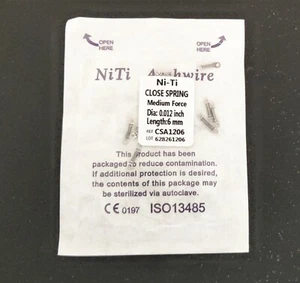 OPEN
HERE
OPEN
HERE
NiTi Archwire
Ni-Ti
CLOSE SPRING
Medium Force
Dia: 0.012 inch
Length:6 mm
REF CSA1206
LOT 628261206
This product has been
packaged to reduce contamination.
If additional protection is desired,
the contents of this package may
be sterilized via autoclave.
CE 0197 ISO13485